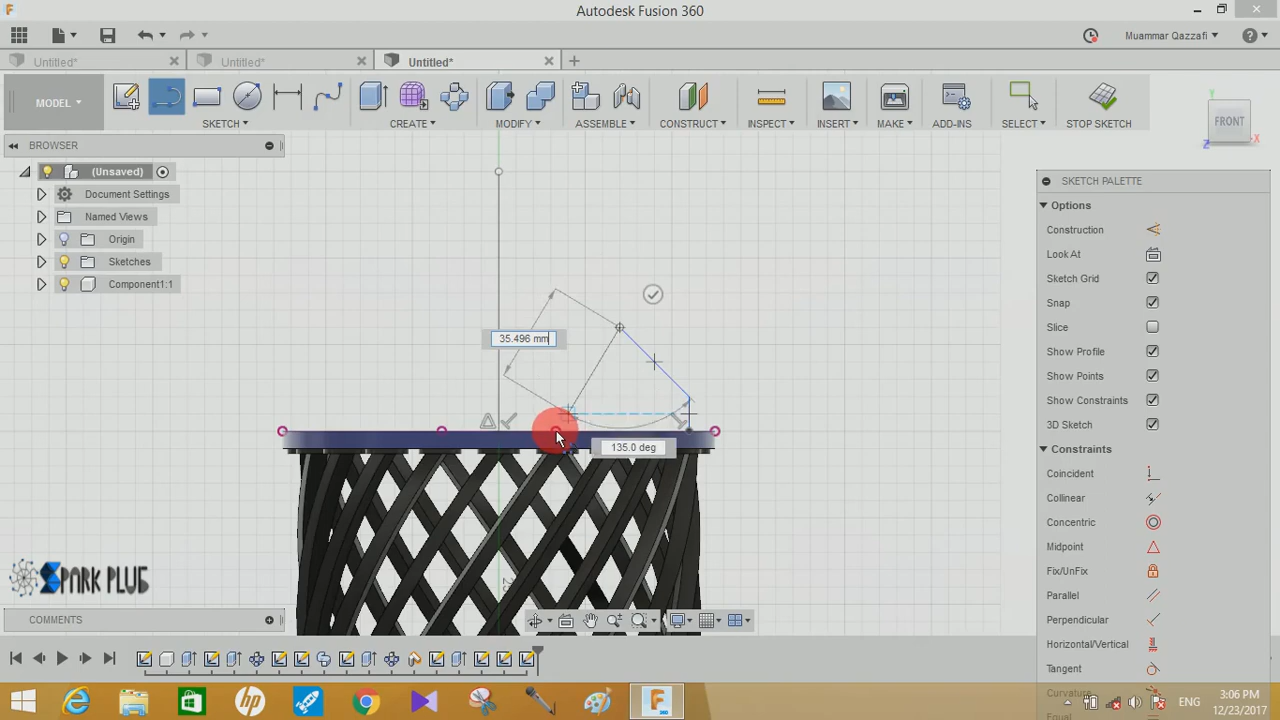 Autodesk Fusion 360
Muammar Qazzafi
Untitled*
Untitled*
Untitled*
MODEL
SKETCH
CREATE
MODIFY
ASSEMBLE
CONSTRUCT
INSPECT
INSERT
MAKE
ADD-INS
SELECT
STOP SKETCH
BROWSER
(Unsaved)
Document Settings
Named Views
Origin
Sketches
Component1:1
Y
FRONT
X
Z
35.496 mm
135.0 deg
SKETCH PALETTE
Options
Construction
Look At
Sketch Grid
Snap
Slice
Show Profile
Show Points
Show Constraints
3D Sketch
Constraints
Coincident
Collinear
Concentric
Midpoint
Fix/UnFix
Parallel
Perpendicular
Horizontal/Vertical
Tangent
Curvature
Equal
SPARK PLUG
COMMENTS
ENG
3:06 PM
12/23/2017